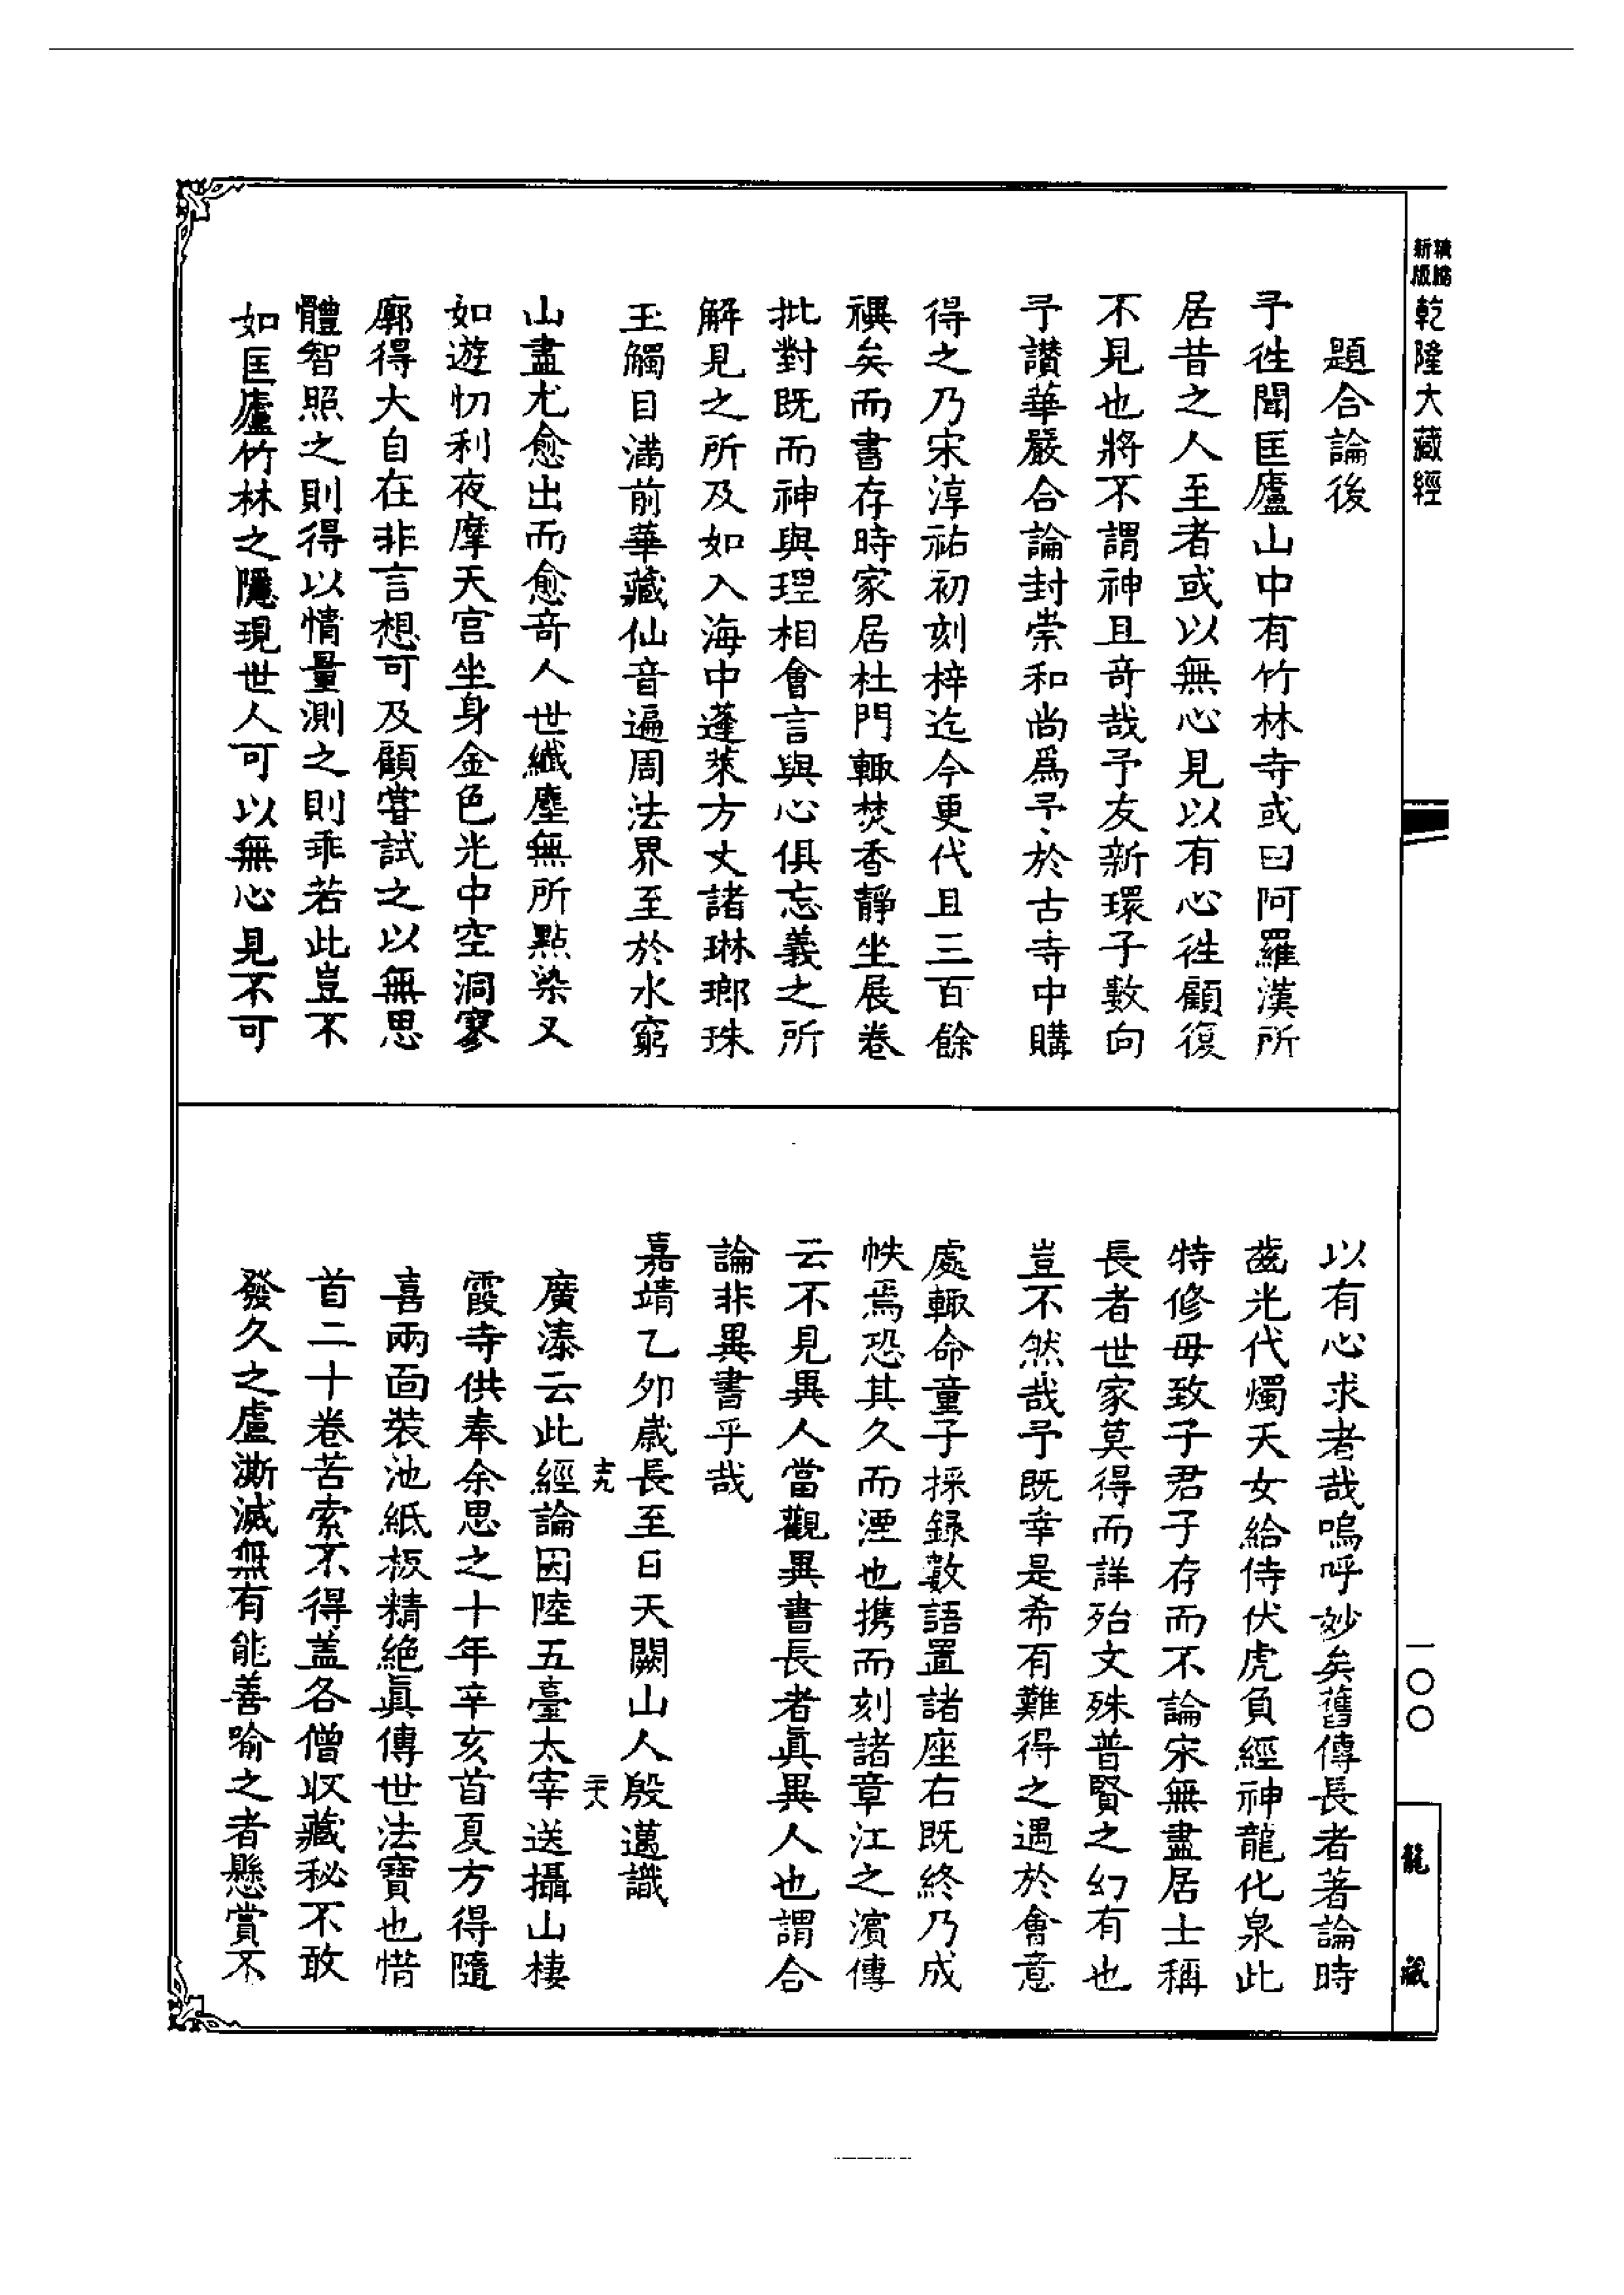 新版
精縮
乾隆大藏經
題合論後
予徃聞匡廬山中有竹林寺或曰阿羅漢所
居昔之人至者或以無心見以有心徃顧復
不見也將不謂神且竒哉予友新環子數向
予讃華嚴合論封崇和尚爲予於古寺中購
得之乃宋淳祐初刻梓迄今更代且三百餘
禩矣而書存時家居杜門輙焚香靜坐展卷
批對既而神與理相會言與心俱忘義之所
解見之所及如入海中蓬萊方丈諸琳瑯珠
玉觸目滿前華藏仙音遍周法界至於水窮
山盡尤愈出而愈竒人世纖塵無所點染又
如遊忉利夜摩天宫坐身金色光中空洞寥
廓得大自在非言想可及顧甞試之以無思
體智照之則得以情量測之則乖若此豈不
如匡廬竹林之隱現世人可以無心見不可
以有心求者哉嗚呼妙矣舊傳長者著論時
齒光代燭天女給侍伏虎負經神龍化泉此
特修毋致子君子存而不論宋無盡居士稱
長者世家莫得而詳殆文殊普賢之幻有也
豈不然哉予既幸是希有難得之遇於會意
處輙命童子採録數語置諸座右既終乃成
帙焉恐其久而湮也携而刻諸章江之濵傳
云不見異人當觀異書長者眞異人也謂合
論非異書乎哉
嘉靖乙夘歲長至日天闕山人殷邁識
廣溱云此經論因陸五臺太宰送攝山棲
霞寺供奉余思之十年辛亥首夏方得隨
喜兩面裝池紙板精絶眞傳世法寶也惜
首二十卷苦索不得盖各僧収藏秘不敢
發久之盧澌滅無有能善喻之者懸賞不
一〇〇
龍藏